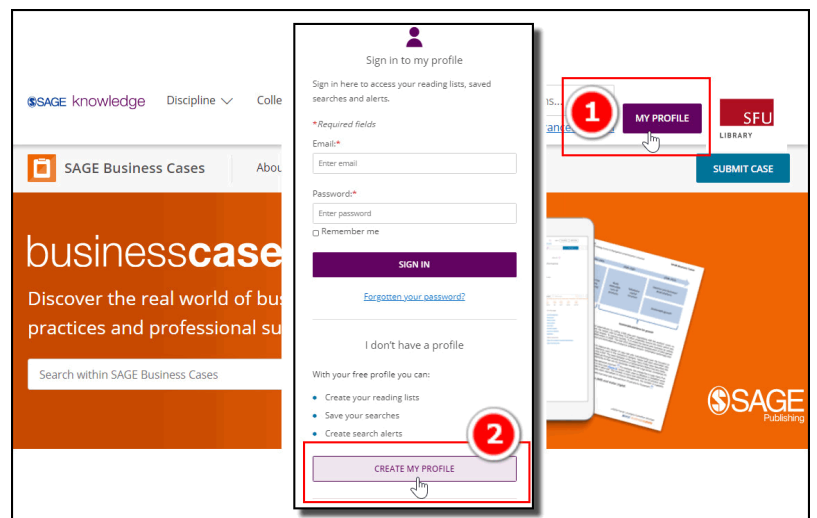 SAGE knowledge
Discipline
Colle
ns...
MY PROFILE
SFU
LIBRARY
1
SAGE Business Cases
Abou
SUBMIT CASE
businesscase
Discover the real world of bus
practices and professional su
Search within SAGE Business Cases
Sign in to my profile
Sign in here to access your reading lists, saved
searches and alerts.
*Required fields
Email:*
Enter email
Password:*
Enter password
Remember me
SIGN IN
Forgotten your password?
I don't have a profile
With your free profile you can:
• Create your reading lists
• Save your searches
• Create search alerts
2
CREATE MY PROFILE
SAGE
Publishing